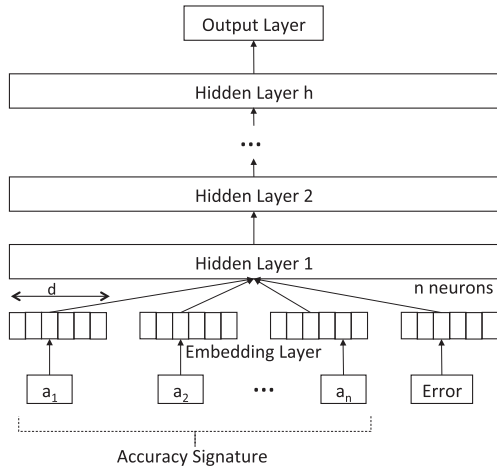 Output Layer
Hidden Layer h
...
Hidden Layer 2
Hidden Layer 1
d
n neurons
Embedding Layer
a₁
a₂
...
aₙ
Error
Accuracy Signature